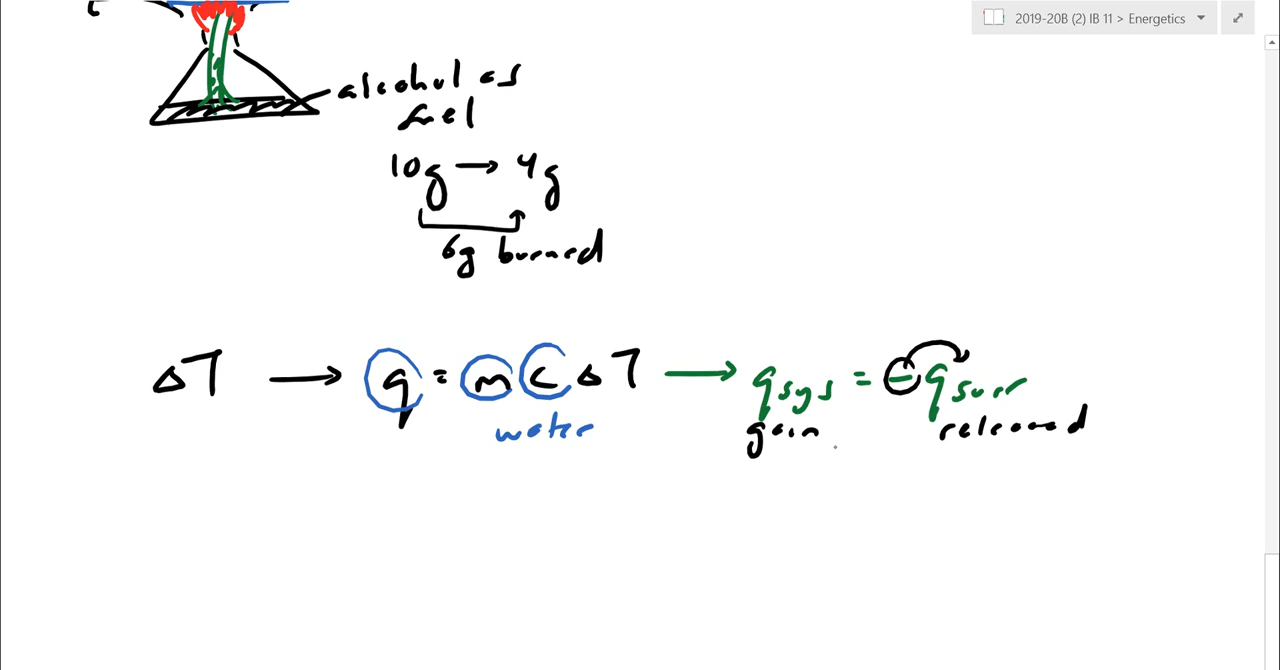 2019-20B (2) IB 11 > Energetics
alcohol as
fuel
10g → 4g
6g burned
ΔT → q = mcΔT → qsys = -qsurr
water
gain
released